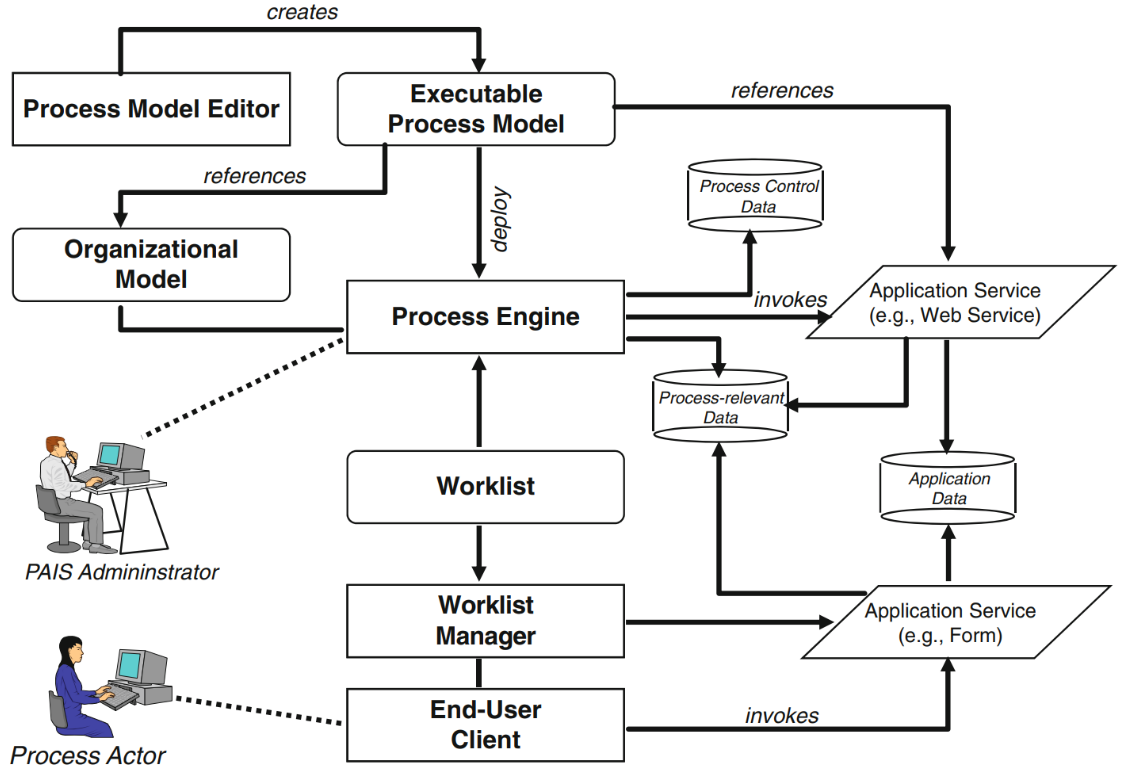 creates
Process Model Editor
Executable
Process Model
references
references
deploy
Process Control
Data
Organizational
Model
Process Engine
invokes
Application Service
(e.g., Web Service)
Process-relevant
Data
Worklist
Application
Data
PAIS Admininstrator
Worklist
Manager
Application Service
(e.g., Form)
End-User
Client
invokes
Process Actor